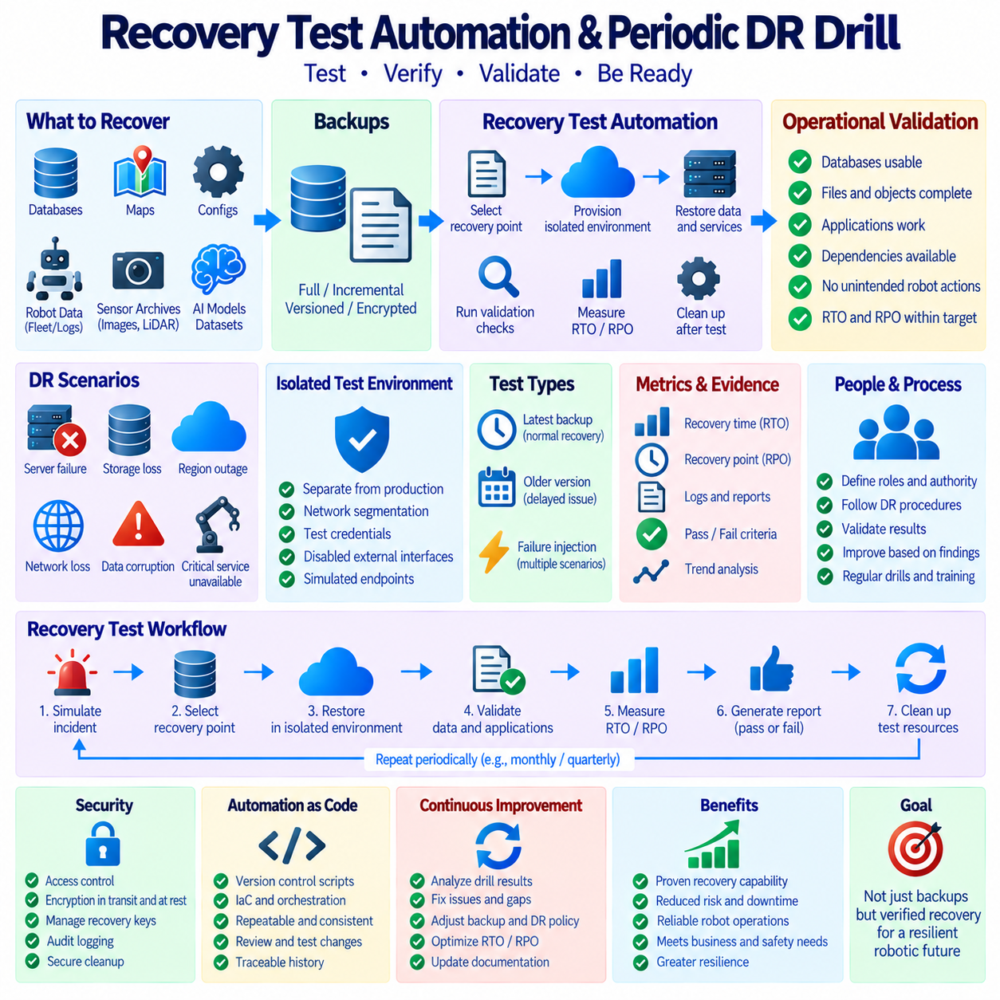 Recovery Test Automation & Periodic DR Drill
Test • Verify • Validate • Be Ready
What to Recover
Databases
Maps
Configs
Robot Data
(Fleet/Logs)
Sensor Archives
(Images, LiDAR)
AI Models
Datasets
Backups
Full / Incremental
Versioned / Encrypted
Recovery Test Automation
Select
recovery point
Provision
isolated environment
Restore data
and services
Run validation
checks
Measure
RTO / RPO
Clean up
after test
Operational Validation
Databases usable
Files and objects complete
Applications work
Dependencies available
No unintended robot actions
RTO and RPO within target
DR Scenarios
Server failure
Storage loss
Region outage
Network loss
Data corruption
Critical service
unavailable
Isolated Test Environment
Separate from production
Network segmentation
Test credentials
Disabled external interfaces
Simulated endpoints
Test Types
Latest backup
(normal recovery)
Older version
(delayed issue)
Failure injection
(multiple scenarios)
Metrics & Evidence
Recovery time (RTO)
Recovery point (RPO)
Logs and reports
Pass / Fail criteria
Trend analysis
People & Process
Define roles and authority
Follow DR procedures
Validate results
Improve based on findings
Regular drills and training
Recovery Test Workflow
1. Simulate
incident
2. Select
recovery point
3. Restore
in isolated environment
4. Validate
data and applications
5. Measure
RTO / RPO
6. Generate report
(pass or fail)
7. Clean up
test resources
Repeat periodically (e.g., monthly / quarterly)
Security
Access control
Encryption in transit and at rest
Manage recovery keys
Audit logging
Secure cleanup
Automation as Code
</>
Version control scripts
IaC and orchestration
Repeatable and consistent
Review and test changes
Traceable history
Continuous Improvement
Analyze drill results
Fix issues and gaps
Adjust backup and DR policy
Optimize RTO / RPO
Update documentation
Benefits
Proven recovery capability
Reduced risk and downtime
Reliable robot operations
Meets business and safety needs
Greater resilience
Goal
Not just backups
but verified recovery
for a resilient
robotic future